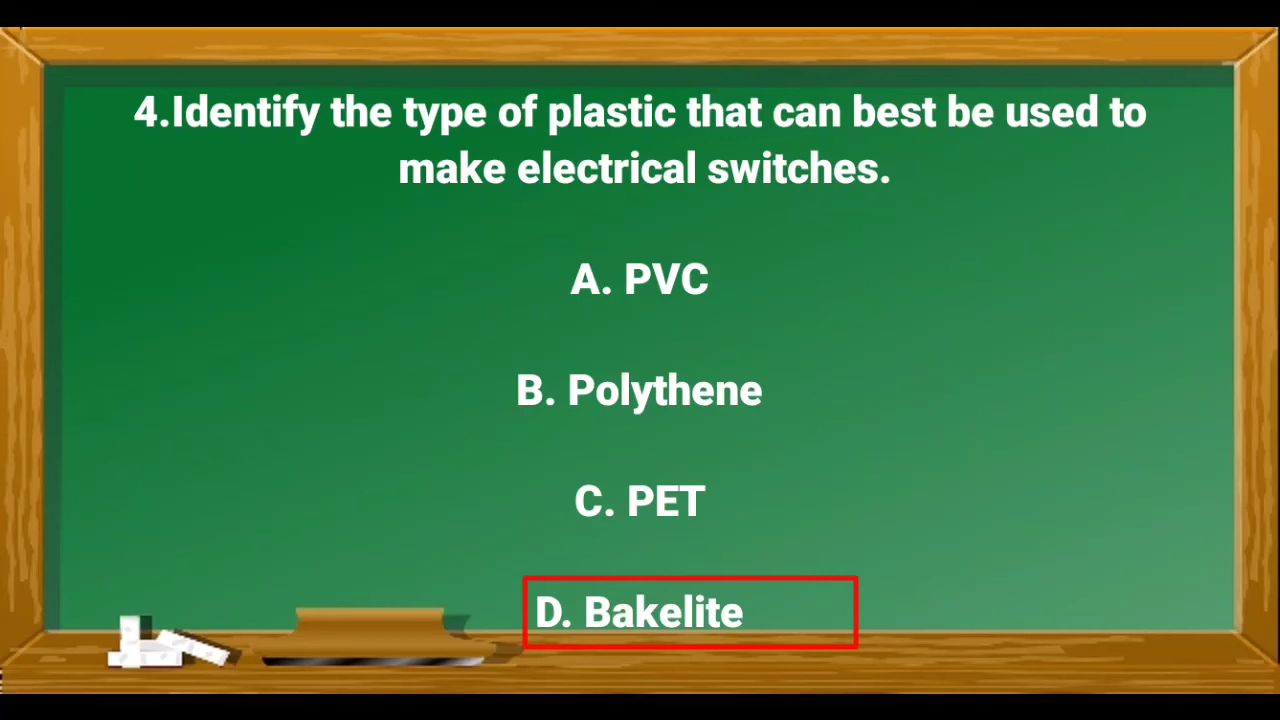 4.Identify the type of plastic that can best be used to
make electrical switches.
A. PVC
B. Polythene
C. PET
D. Bakelite